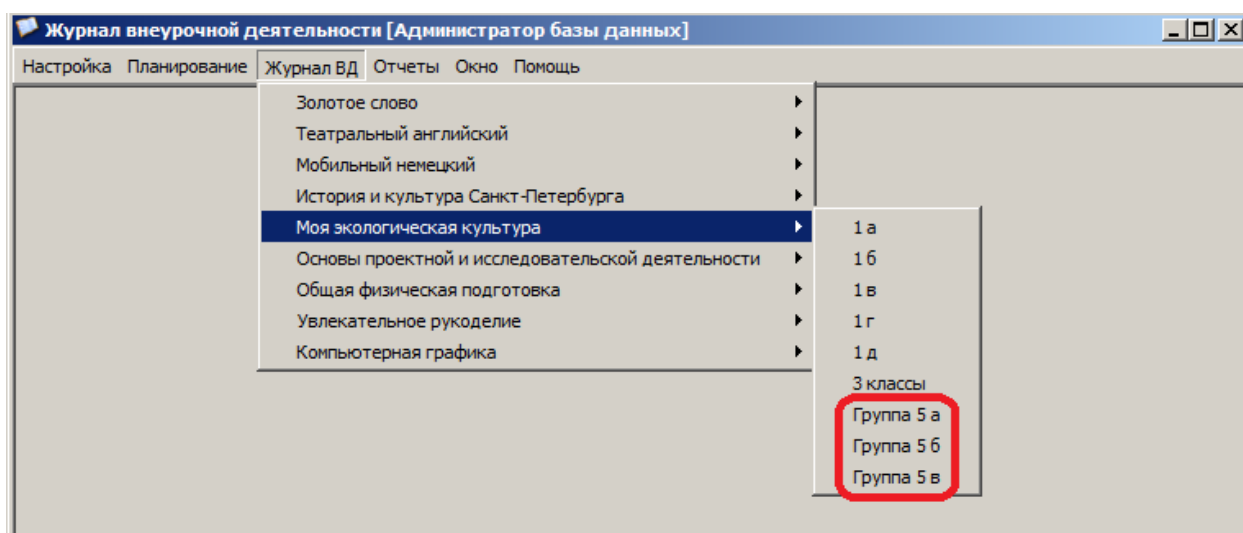 Журнал внеурочной деятельности [Администратор базы данных]
Настройка Планирование Журнал ВД Отчеты Окно Помощь
Золотое слово
Театральный английский
Мобильный немецкий
История и культура Санкт-Петербурга
Моя экологическая культура
Основы проектной и исследовательской деятельности
Общая физическая подготовка
Увлекательное рукоделие
Компьютерная графика
1 а
1 б
1 в
1 г
1 д
3 классы
Группа 5 а
Группа 5 б
Группа 5 в